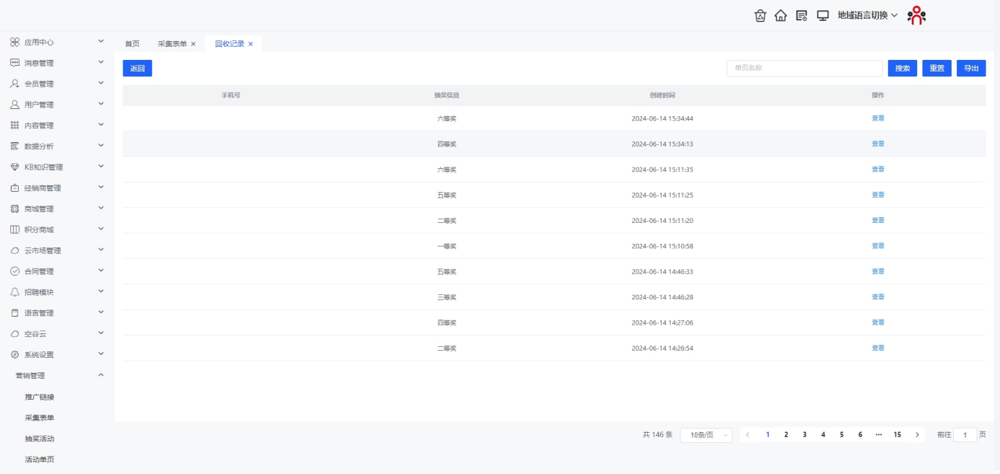 地域语言切换
应用中心
消息管理
会员管理
用户管理
内容管理
数据分析
KB知识管理
经销商管理
商城管理
积分商城
云市场管理
合同管理
招聘模块
语言管理
空谷云
系统设置
营销管理
推广链接
采集表单
抽奖活动
活动单页
首页 采集表单 × 回收记录 ×
返回 单页名称 搜索 重置 导出
手机号 抽奖信息 创建时间 操作
六等奖 2024-06-14 15:34:44 查看
四等奖 2024-06-14 15:34:13 查看
六等奖 2024-06-14 15:11:35 查看
五等奖 2024-06-14 15:11:25 查看
二等奖 2024-06-14 15:11:20 查看
一等奖 2024-06-14 15:10:58 查看
五等奖 2024-06-14 14:46:33 查看
三等奖 2024-06-14 14:46:28 查看
四等奖 2024-06-14 14:27:06 查看
二等奖 2024-06-14 14:26:54 查看
共 146 条 10条/页 1 2 3 4 5 6 ··· 15 前往 1 页